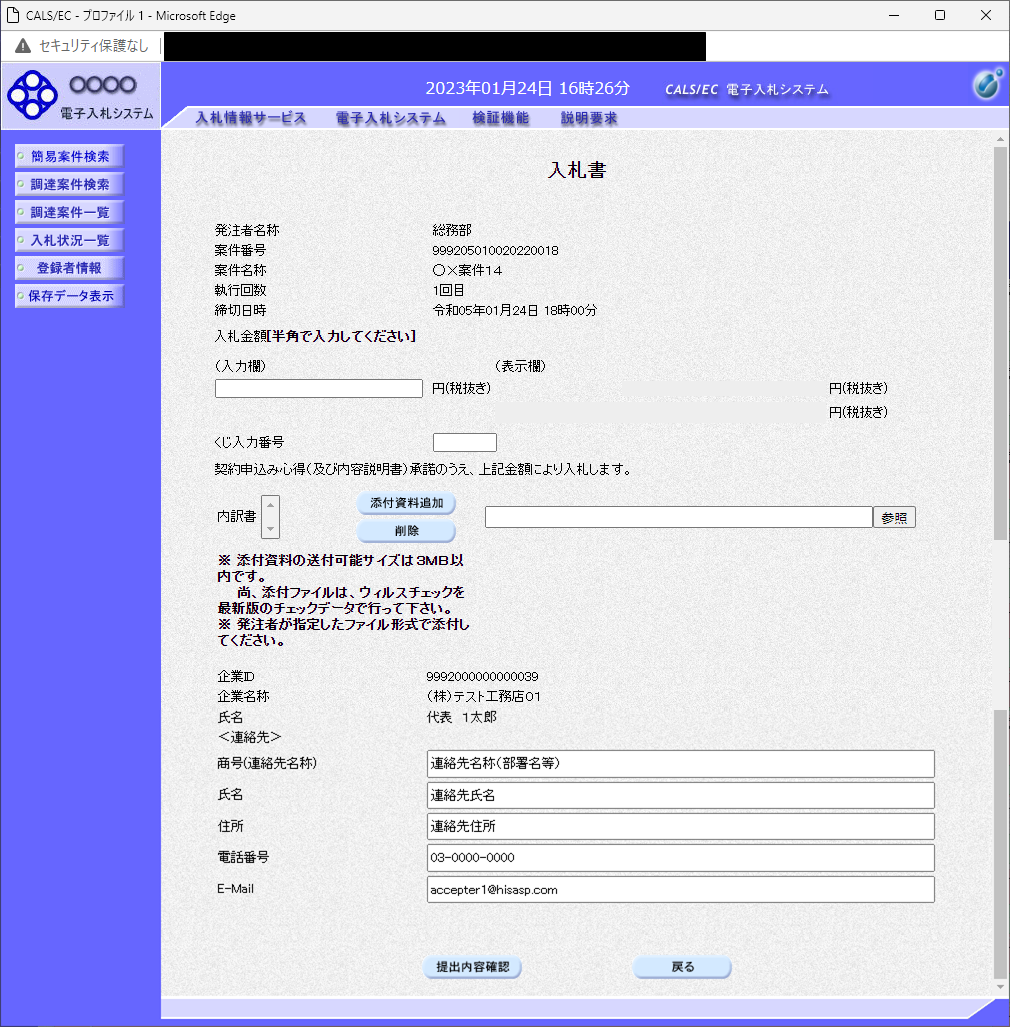 CALS/EC - プロファイル 1 - Microsoft Edge
セキュリティ保護なし
〇〇〇〇
電子入札システム
2023年01月24日 16時26分
CALS/EC 電子入札システム
入札情報サービス 電子入札システム 検証機能 説明要求
簡易案件検索
調達案件検索
調達案件一覧
入札状況一覧
登録者情報
保存データ表示
入札書
発注者名称 総務部
案件番号 999205010020220018
案件名称 〇×案件14
執行回数 1回目
締切日時 令和05年01月24日 18時00分
入札金額[半角で入力してください]
(入力欄) (表示欄)
円(税抜き) 円(税抜き)
円(税抜き)
くじ入力番号
契約申込み心得(及び内容説明書)承諾のうえ、上記金額により入札します。
内訳書 添付資料追加 参照
削除
※ 添付資料の送付可能サイズは3MB以
内です。
尚、添付ファイルは、ウィルスチェックを
最新版のチェックデータで行って下さい。
※ 発注者が指定したファイル形式で添付し
てください。
企業ID 9992000000000039
企業名称 (株)テスト工務店01
氏名 代表 1太郎
<連絡先>
商号(連絡先名称) 連絡先名称(部署名等)
氏名 連絡先氏名
住所 連絡先住所
電話番号 03-0000-0000
E-Mail accepter1@hisasp.com
提出内容確認 戻る